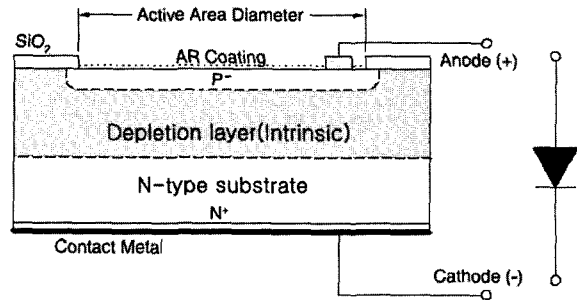 Active Area Diameter
SiO₂
AR Coating
Anode (+)
P⁻
Depletion layer(Intrinsic)
N-type substrate
N⁺
Contact Metal
Cathode (-)